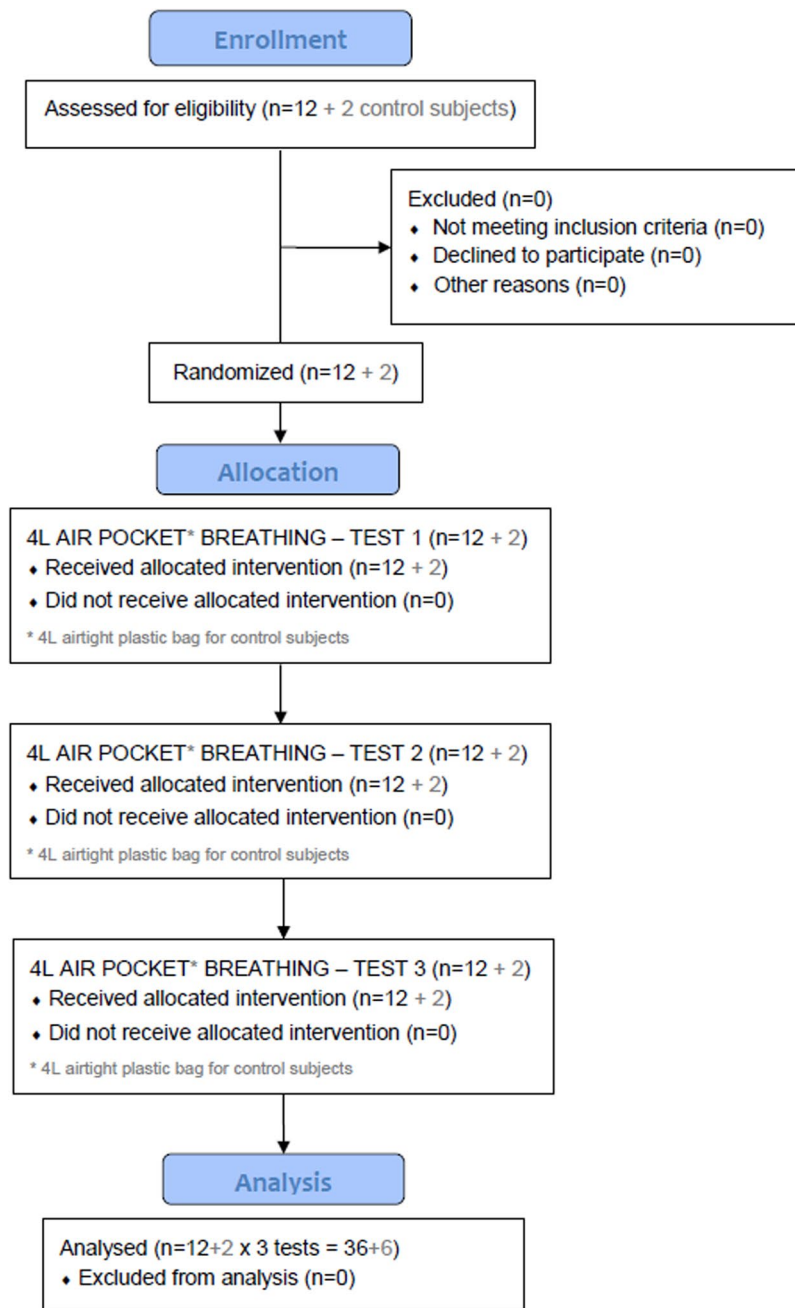 Enrollment
Assessed for eligibility (n=12 + 2 control subjects)
Excluded (n=0)
⬧ Not meeting inclusion criteria (n=0)
⬧ Declined to participate (n=0)
⬧ Other reasons (n=0)
Randomized (n=12 + 2)
Allocation
4L AIR POCKET* BREATHING – TEST 1 (n=12 + 2)
⬧ Received allocated intervention (n=12 + 2)
⬧ Did not receive allocated intervention (n=0)
* 4L airtight plastic bag for control subjects
4L AIR POCKET* BREATHING – TEST 2 (n=12 + 2)
⬧ Received allocated intervention (n=12 + 2)
⬧ Did not receive allocated intervention (n=0)
* 4L airtight plastic bag for control subjects
4L AIR POCKET* BREATHING – TEST 3 (n=12 + 2)
⬧ Received allocated intervention (n=12 + 2)
⬧ Did not receive allocated intervention (n=0)
* 4L airtight plastic bag for control subjects
Analysis
Analysed (n=12+2 x 3 tests = 36+6)
⬧ Excluded from analysis (n=0)